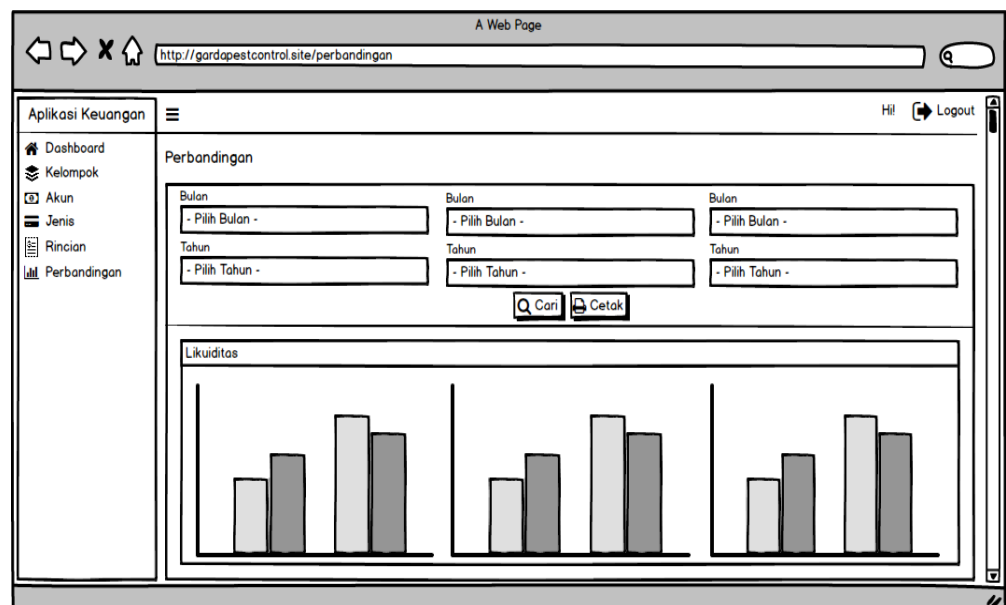 A Web Page
http://gardapestcontrol.site/perbandingan
Aplikasi Keuangan
Hi! Logout
Dashboard
Kelompok
Akun
Jenis
Rincian
Perbandingan
Perbandingan
Bulan Bulan Bulan
- Pilih Bulan - - Pilih Bulan - - Pilih Bulan -
Tahun Tahun Tahun
- Pilih Tahun - - Pilih Tahun - - Pilih Tahun -
Cari Cetak
Likuiditas